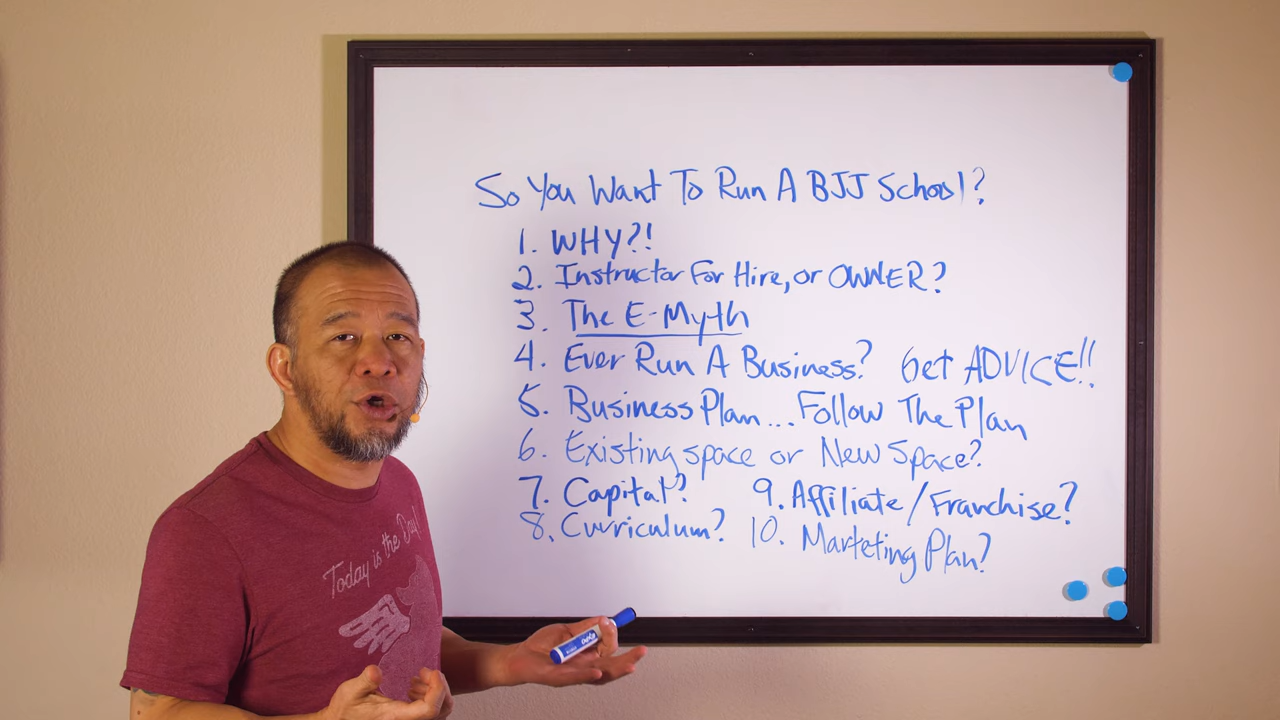 So You Want To Run A BJJ School?
1. WHY?!
2. Instructor For Hire, or OWNER?
3. The E-Myth
4. Ever Run A Business? Get ADVICE!!
5. Business Plan... Follow The Plan
6. Existing space or New Space?
7. Capital? 9. Affiliate/Franchise?
8. Curriculum? 10. Marketing Plan?
Today is the Day!
Expo